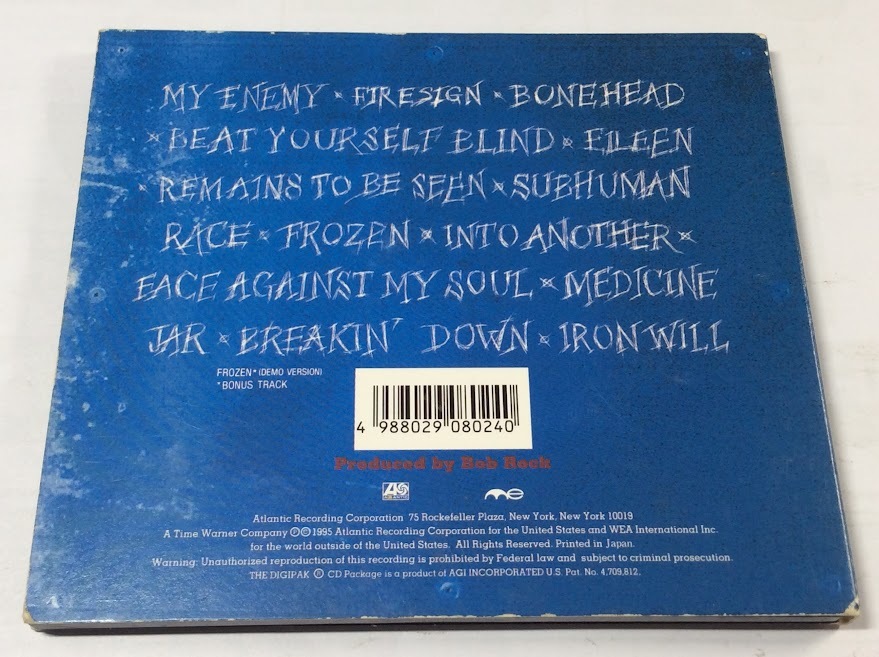 MY ENEMY × FIRESIGN × BONEHEAD
× BEAT YOURSELF BLIND × EILEEN
× REMAINS TO BE SEEN × SUBHUMAN
RACE × FROZEN × INTO ANOTHER ×
FACE AGAINST MY SOUL × MEDICINE
JAR × BREAKIN' DOWN × IRON WILL
FROZEN* (DEMO VERSION)
*BONUS TRACK
4 988029 080240
Produced by Bob Rock
Atlantic Recording Corporation 75 Rockefeller Plaza, New York, New York 10019
A Time Warner Company ℗©1995 Atlantic Recording Corporation for the United States and WEA International Inc.
for the world outside of the United States. All Rights Reserved. Printed in Japan.
Warning: Unauthorized reproduction of this recording is prohibited by Federal law and subject to criminal prosecution.
THE DIGIPAK ® CD Package is a product of AGI INCORPORATED U.S. Pat. No. 4,709,812.